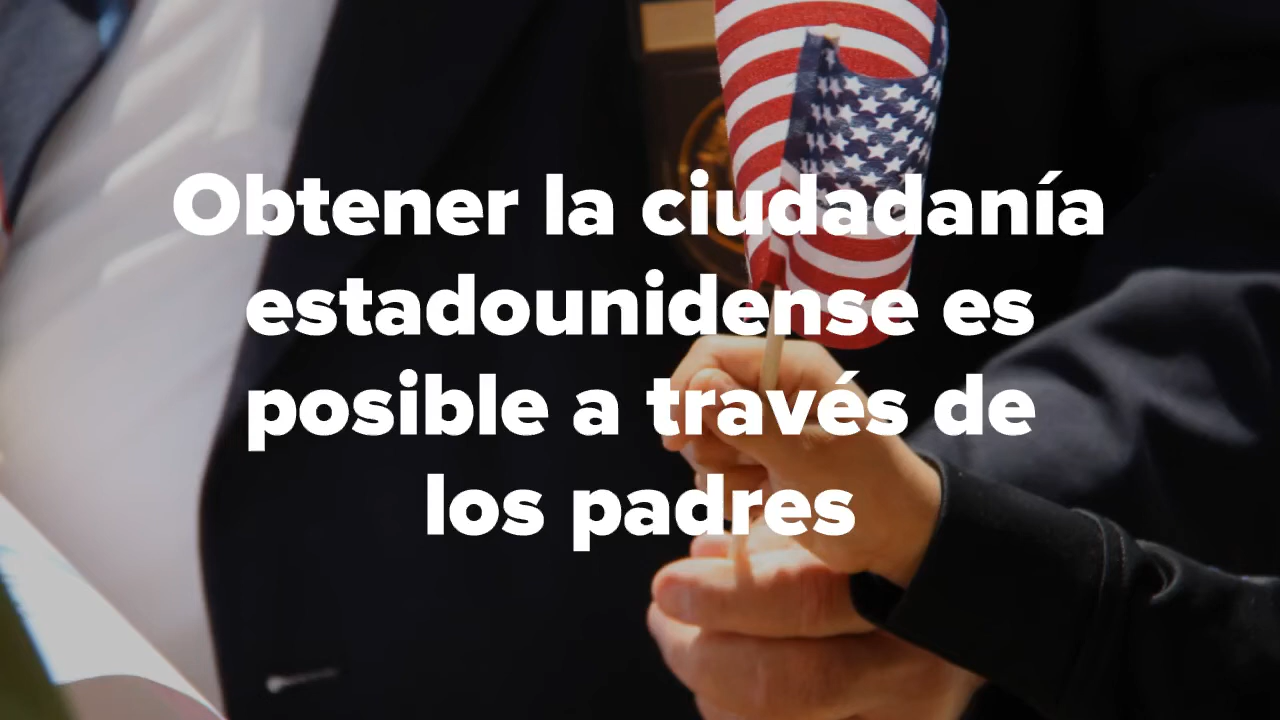 Obtener la ciudadanía
estadounidense es
posible a través de
los padres